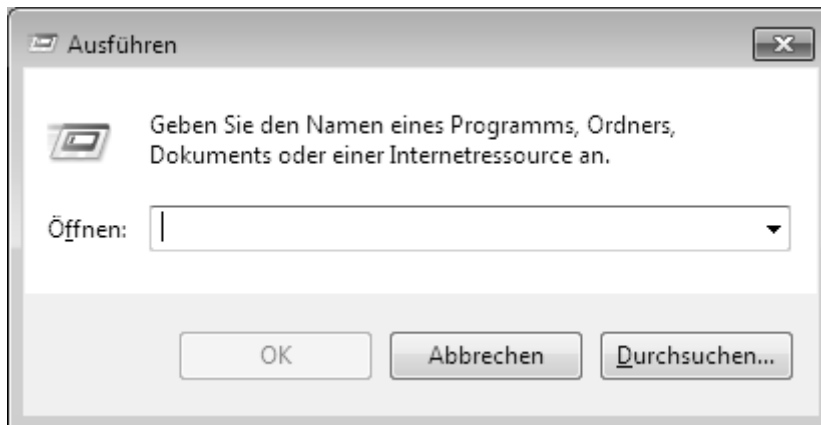 Ausführen
Geben Sie den Namen eines Programms, Ordners,
Dokuments oder einer Internetressource an.
Öffnen:
OK
Abbrechen
Durchsuchen...